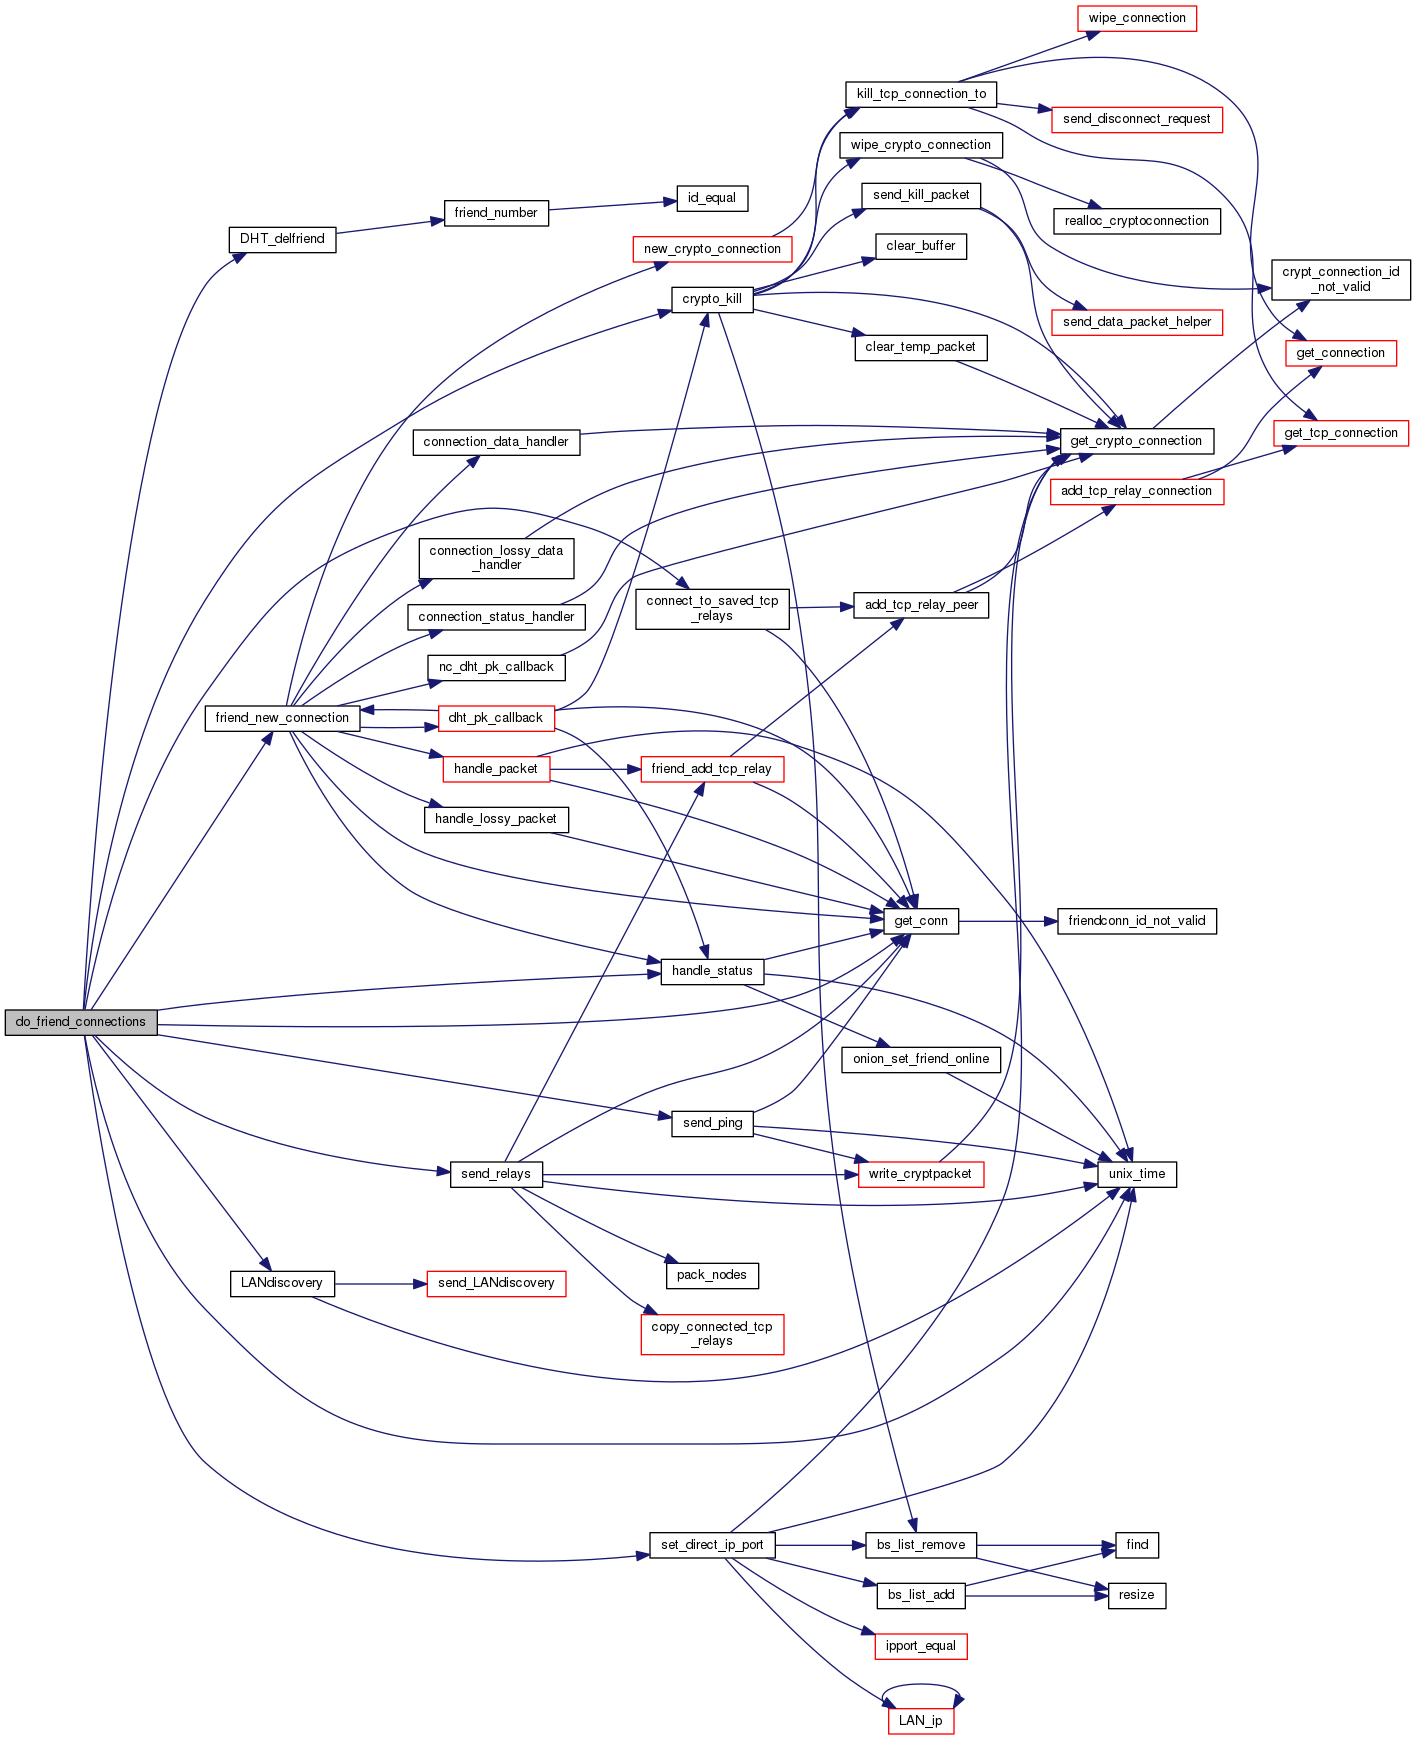 wipe_connection
kill_tcp_connection_to
send_disconnect_request
wipe_crypto_connection
send_kill_packet
id_equal
friend_number
realloc_cryptoconnection
DHT_delfriend
new_crypto_connection
clear_buffer
crypt_connection_id
_not_valid
crypto_kill
send_data_packet_helper
clear_temp_packet
get_connection
connection_data_handler
get_crypto_connection
get_tcp_connection
add_tcp_relay_connection
connection_lossy_data
_handler
connect_to_saved_tcp
_relays
add_tcp_relay_peer
connection_status_handler
nc_dht_pk_callback
friend_new_connection
dht_pk_callback
handle_packet
friend_add_tcp_relay
handle_lossy_packet
get_conn
friendconn_id_not_valid
handle_status
do_friend_connections
onion_set_friend_online
send_ping
send_relays
write_cryptpacket
unix_time
LANdiscovery
send_LANdiscovery
pack_nodes
copy_connected_tcp
_relays
set_direct_ip_port
bs_list_remove
find
bs_list_add
resize
ipport_equal
LAN_ip